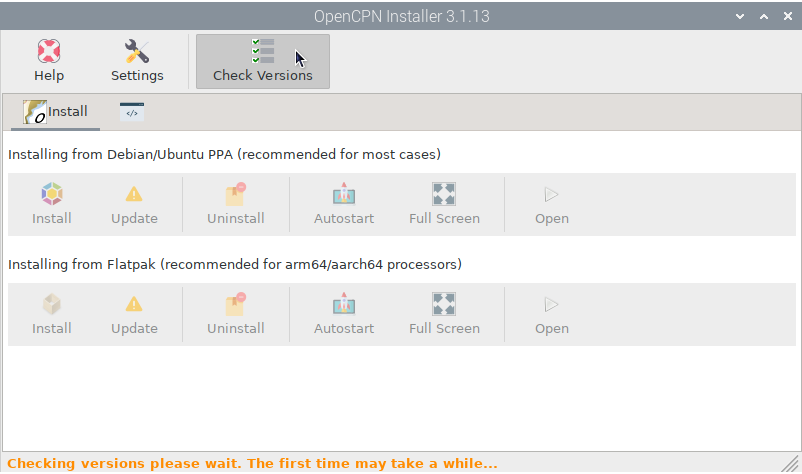 OpenCPN Installer 3.1.13
Help Settings Check Versions
Install </>
Installing from Debian/Ubuntu PPA (recommended for most cases)
Install Update Uninstall Autostart Full Screen Open
Installing from Flatpak (recommended for arm64/aarch64 processors)
Install Update Uninstall Autostart Full Screen Open
Checking versions please wait. The first time may take a while...